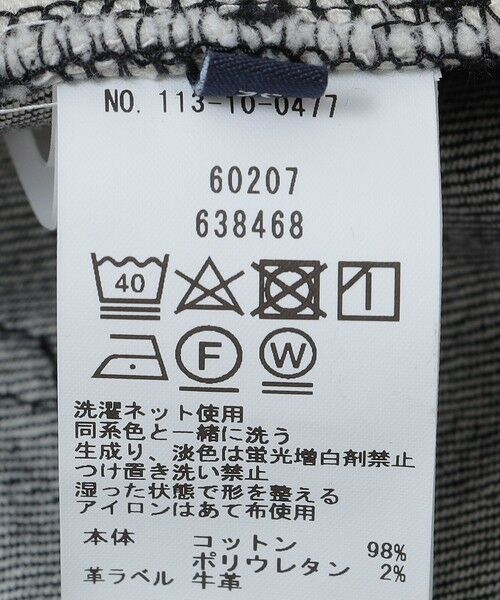 NO. 113-10-0477
60207
638468
40
F W
洗濯ネット使用
同系色と一緒に洗う
生成り、淡色は蛍光増白剤禁止
つけ置き洗い禁止
湿った状態で形を整える
アイロンはあて布使用
本体 コットン 98%
ポリウレタン 2%
革ラベル 牛革